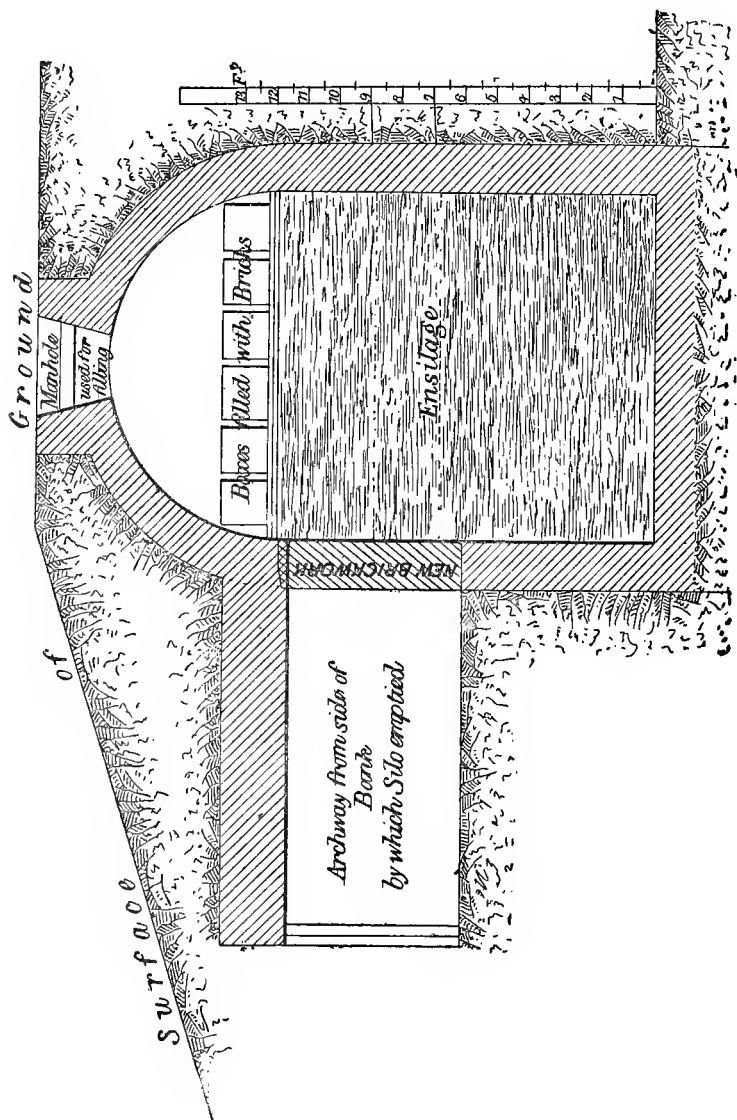 Surface of Ground
Manhole
used for
filling
Boxes filled with Bricks
Ensilage
NEW BRICKWORK
Archway from side of
Bank
by which Silo emptied
13 Ft
12
11
10
9
8
7
6
5
4
3
2
1